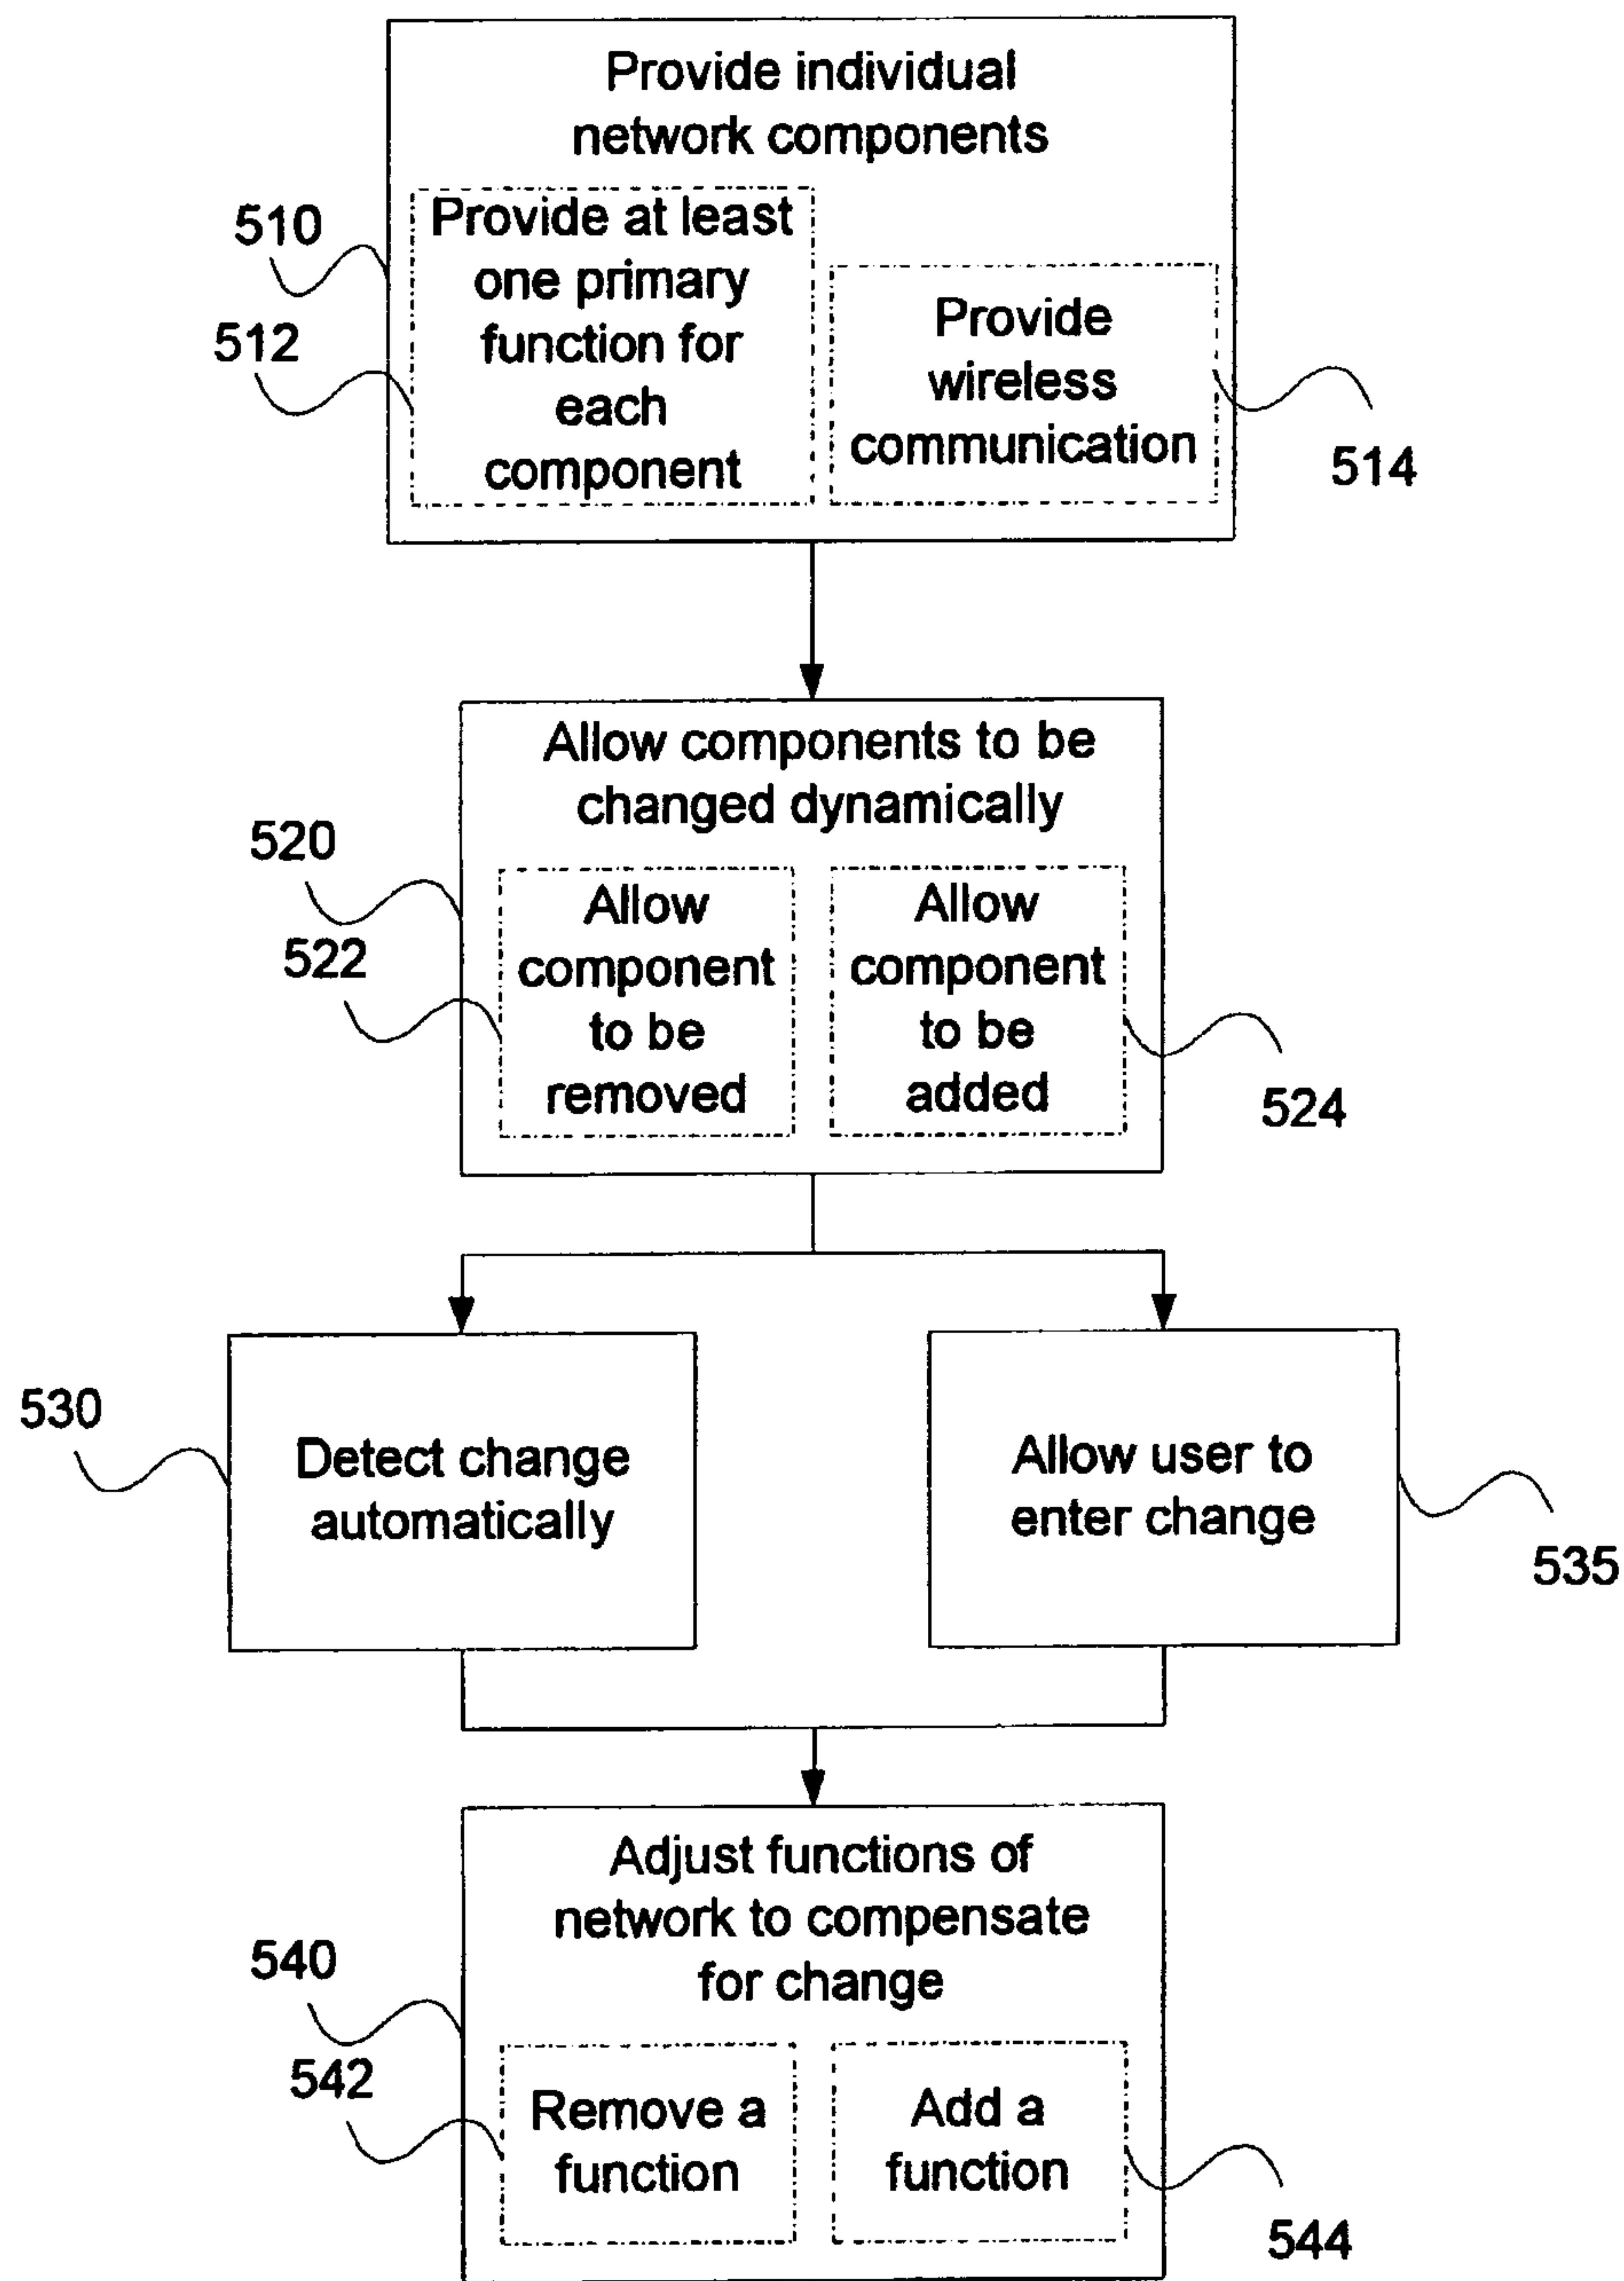 Provide individual
network components
510
Provide at least
one primary
function for
each
component
512
Provide
wireless
communication
514
Allow components to be
changed dynamically
520
Allow
component
to be
removed
522
Allow
component
to be
added
524
530
Detect change
automatically
Allow user to
enter change
535
Adjust functions of
network to compensate
for change
540
542
Remove a
function
Add a
function
544